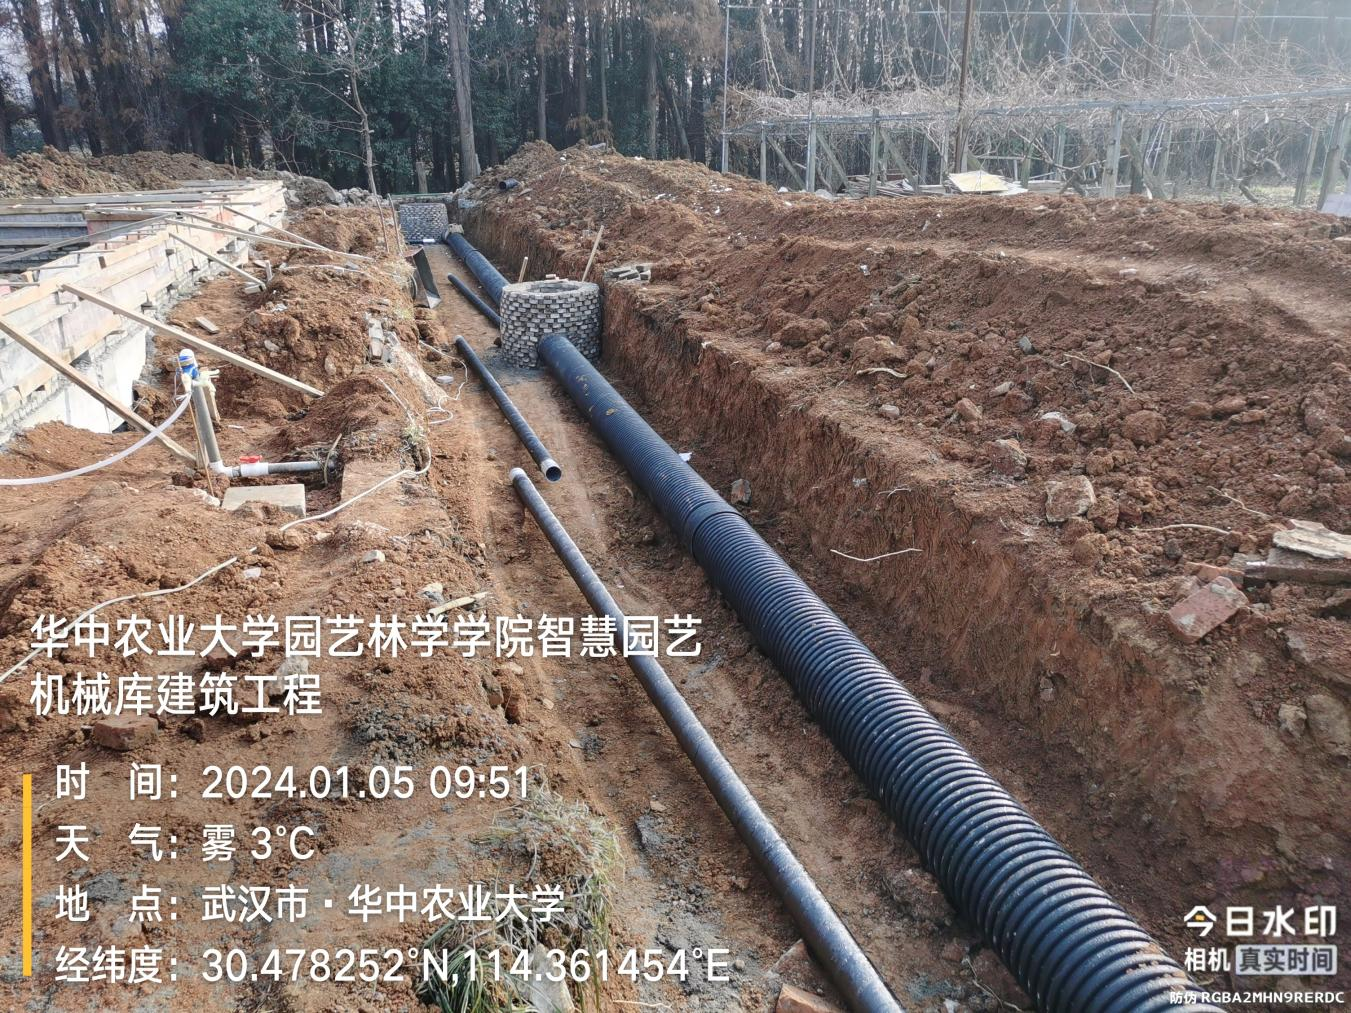 华中农业大学园艺林学学院智慧园艺
机械库建筑工程
时 间：2024.01.05 09:51
天 气：雾 3℃
地 点：武汉市·华中农业大学
经纬度：30.478252°N,114.361454°E
今日水印
相机 真实时间
防伪 RGBA2MHN9RERDC